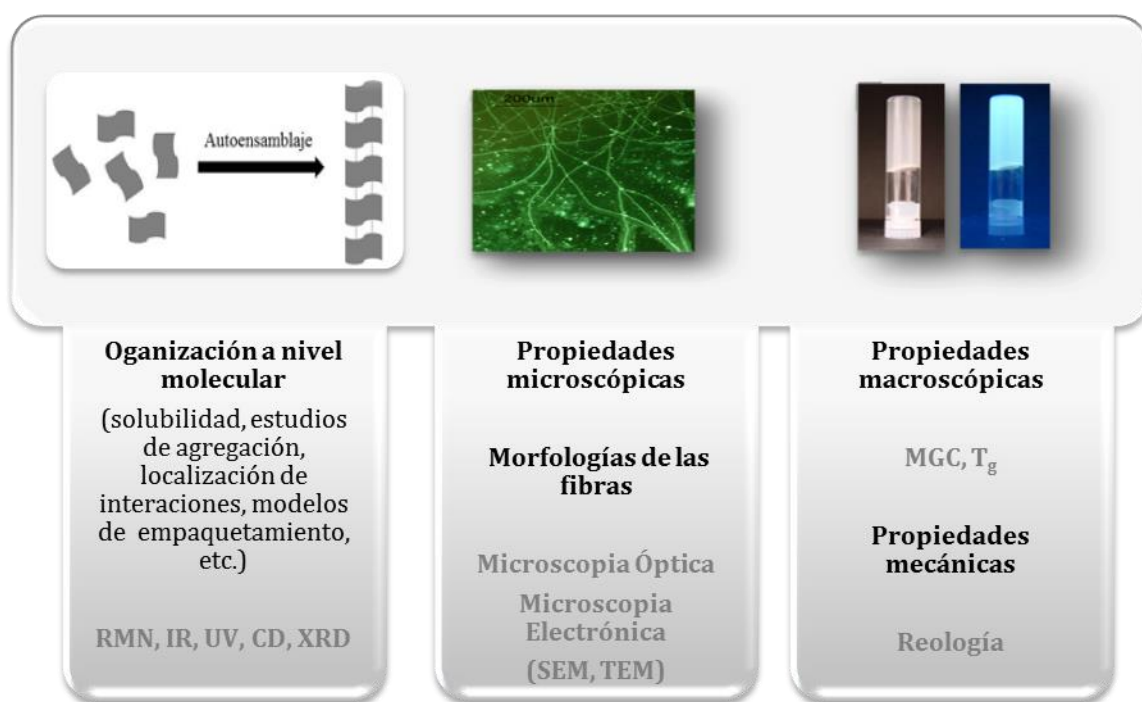 Autoensamblaje
200um
Oganización a nivel
molecular
(solubilidad, estudios
de agregación,
localización de
interaciones, modelos
de empaquetamiento,
etc.)
RMN, IR, UV, CD, XRD
Propiedades
microscópicas
Morfologías de las
fibras
Microscopia Óptica
Microscopia
Electrónica
(SEM, TEM)
Propiedades
macroscópicas
MGC, Tg
Propiedades
mecánicas
Reología